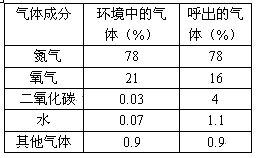 气体成分 环境中的气体（%） 呼出的气体（%）
氮气 78 78
氧气 21 16
二氧化碳 0.03 4
水 0.07 1.1
其他气体 0.9 0.9